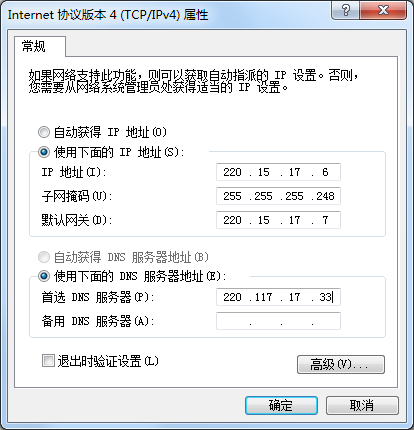 Internet 协议版本 4 (TCP/IPv4) 属性
常规
如果网络支持此功能，则可以获取自动指派的 IP 设置。否则，
您需要从网络系统管理员处获得适当的 IP 设置。
自动获得 IP 地址(O)
使用下面的 IP 地址(S):
IP 地址(I): 220 . 15 . 17 . 6
子网掩码(U): 255 .255 .255 .248
默认网关(D): 220 . 15 . 17 . 7
自动获得 DNS 服务器地址(B)
使用下面的 DNS 服务器地址(E):
首选 DNS 服务器(P): 220 .117 . 17 . 33
备用 DNS 服务器(A): . . .
退出时验证设置(L)
高级(V)...
确定 取消